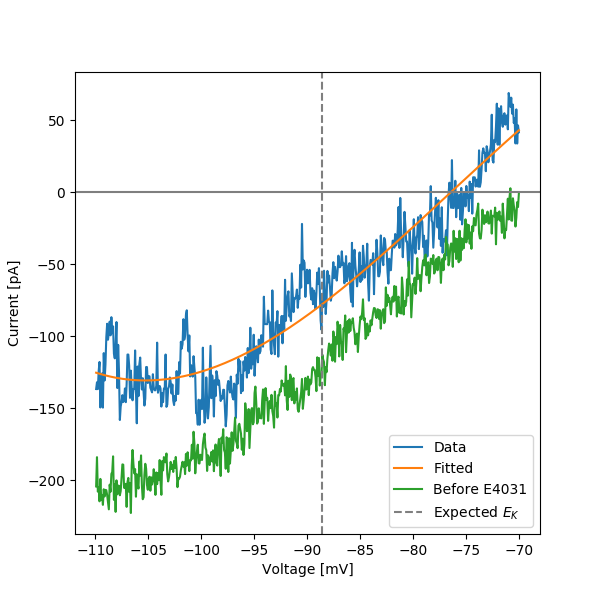 50
0
−50
−100
−150
−200
Current [pA]
Data
Fitted
Before E4031
Expected E_K
−110
−105
−100
−95
−90
−85
−80
−75
−70
Voltage [mV]